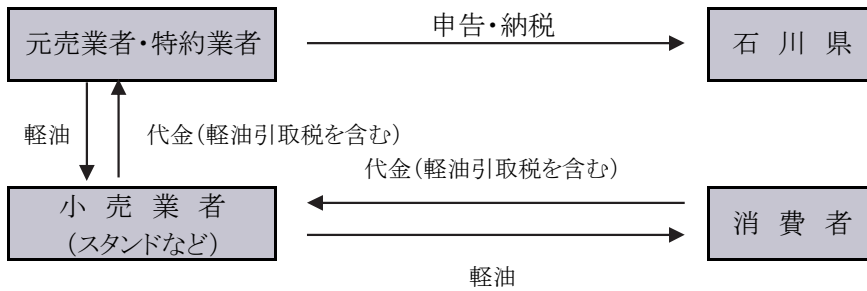 元売業者・特約業者
申告・納税
石川県
軽油
代金（軽油引取税を含む）
代金（軽油引取税を含む）
小売業者
（スタンドなど）
消費者
軽油